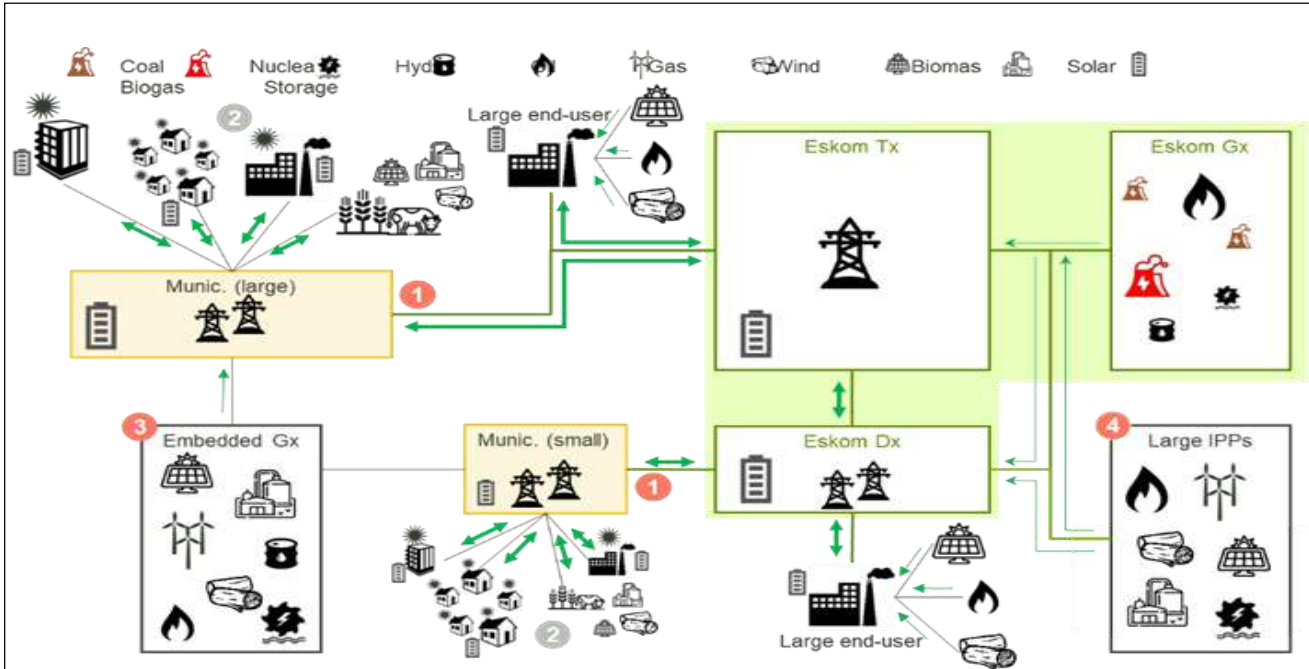 Coal Nuclea Hyd Gas Wind Biomas Solar
Biogas Storage
2
Large end-user
Eskom Tx
Eskom Gx
Munic. (large)
1
3
Embedded Gx
Munic. (small)
1
Eskom Dx
4
Large IPPs
2
Large end-user